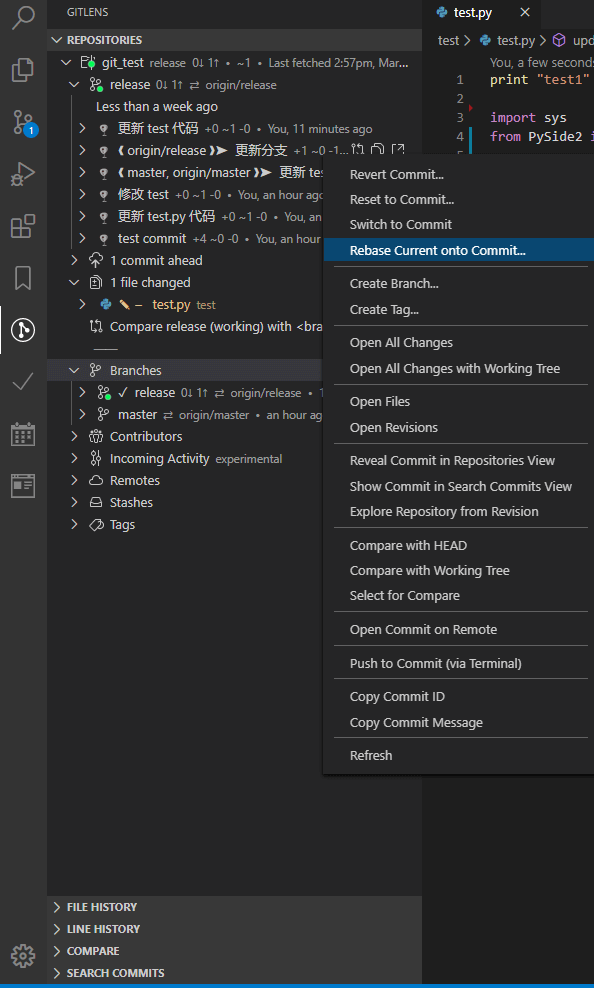 GITLENS
REPOSITORIES
git_test release 0↓ 1↑ • ~1 • Last fetched 2:57pm, Mar...
release 0↓ 1↑ ⇄ origin/release
Less than a week ago
更新 test 代码 +0 ~1 -0 • You, 11 minutes ago
❨ origin/release ❩➤ 更新分支 +1 ~0 -1...
❨ master, origin/master ❩➤ 更新 tes
修改 test +0 ~1 -0 • You, an hour ago
更新 test.py 代码 +0 ~1 -0 • You, an
test commit +4 ~0 -0 • You, an hour
1 commit ahead
1 file changed
test.py test
Compare release (working) with <bra
Branches
✓ release 0↓ 1↑ ⇄ origin/release • 1
master ⇄ origin/master • an hour ag
Contributors
Incoming Activity experimental
Remotes
Stashes
Tags
FILE HISTORY
LINE HISTORY
COMPARE
SEARCH COMMITS
1
test.py ×
test > test.py > upd
You, a few seconds
1 print "test1"
2
3 import sys
4 from PySide2 i
Revert Commit...
Reset to Commit...
Switch to Commit
Rebase Current onto Commit...
Create Branch...
Create Tag...
Open All Changes
Open All Changes with Working Tree
Open Files
Open Revisions
Reveal Commit in Repositories View
Show Commit in Search Commits View
Explore Repository from Revision
Compare with HEAD
Compare with Working Tree
Select for Compare
Open Commit on Remote
Push to Commit (via Terminal)
Copy Commit ID
Copy Commit Message
Refresh